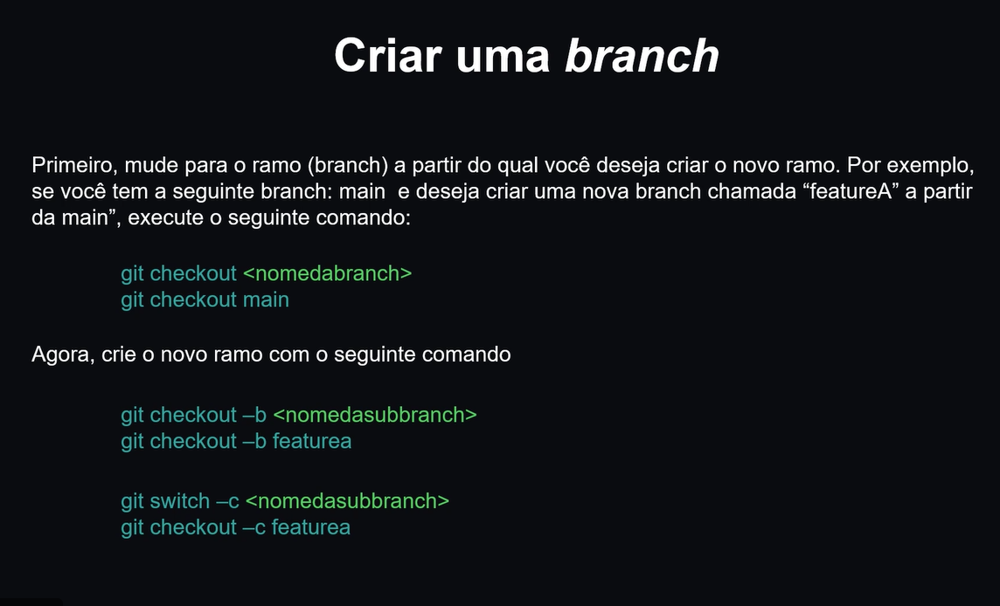 Criar uma branch
Primeiro, mude para o ramo (branch) a partir do qual você deseja criar o novo ramo. Por exemplo,
se você tem a seguinte branch: main  e deseja criar uma nova branch chamada “featureA” a partir
da main”, execute o seguinte comando:
git checkout <nomedabranch>
git checkout main
Agora, crie o novo ramo com o seguinte comando
git checkout –b <nomedasubbranch>
git checkout –b featurea
git switch –c <nomedasubbranch>
git checkout –c featurea